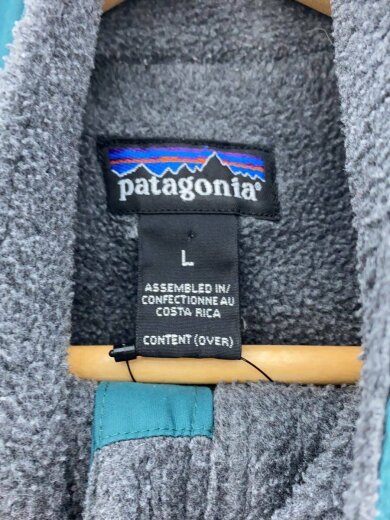 patagonia®
L
ASSEMBLED IN/
CONFECTIONNE AU
COSTA RICA
CONTENT (OVER)